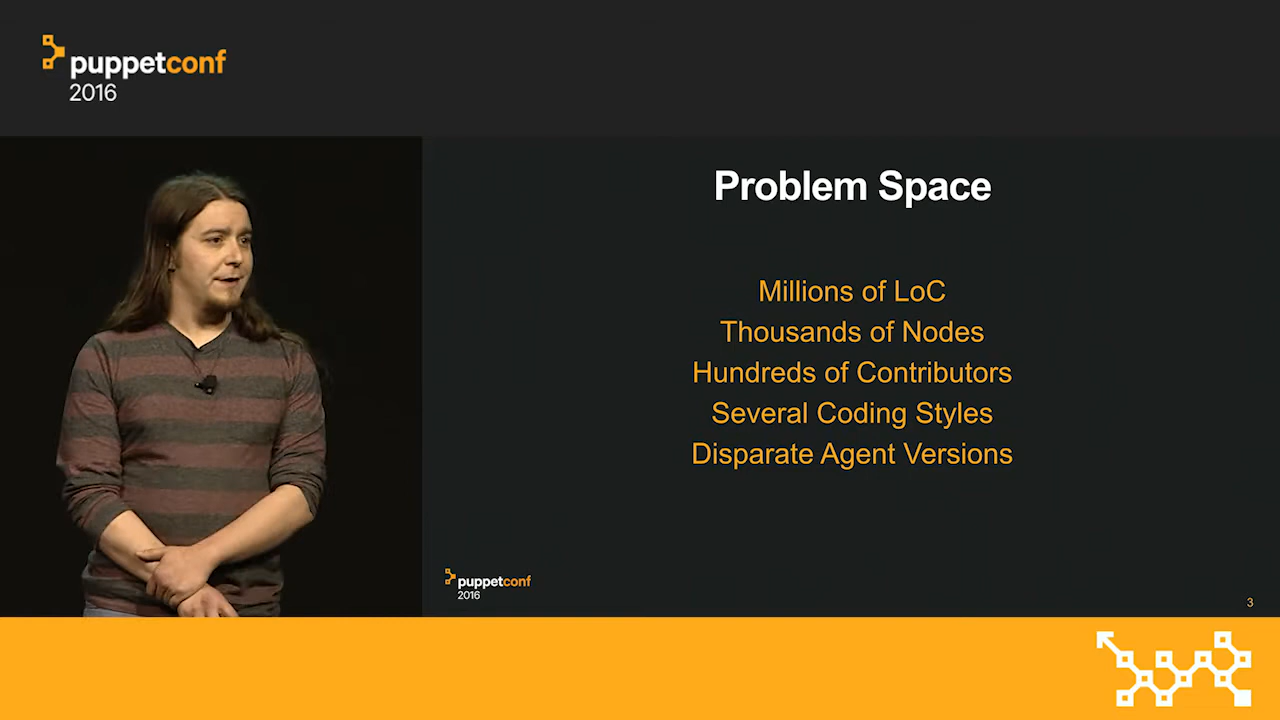 puppetconf
2016
Problem Space
Millions of LoC
Thousands of Nodes
Hundreds of Contributors
Several Coding Styles
Disparate Agent Versions
puppetconf
2016
3